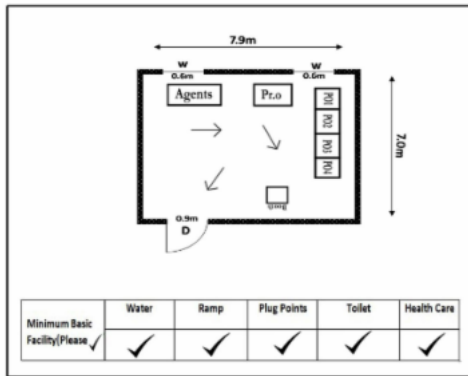 7.9m
W
W
0.6m
0.6m
Agents
Pr.o
PO1
PO2
PO3
PO4
7.0m
0.9m
D
Water
Ramp
Plug Points
Toilet
Health Care
Minimum Basic
Facility(Please ✓
✓ ✓ ✓ ✓ ✓